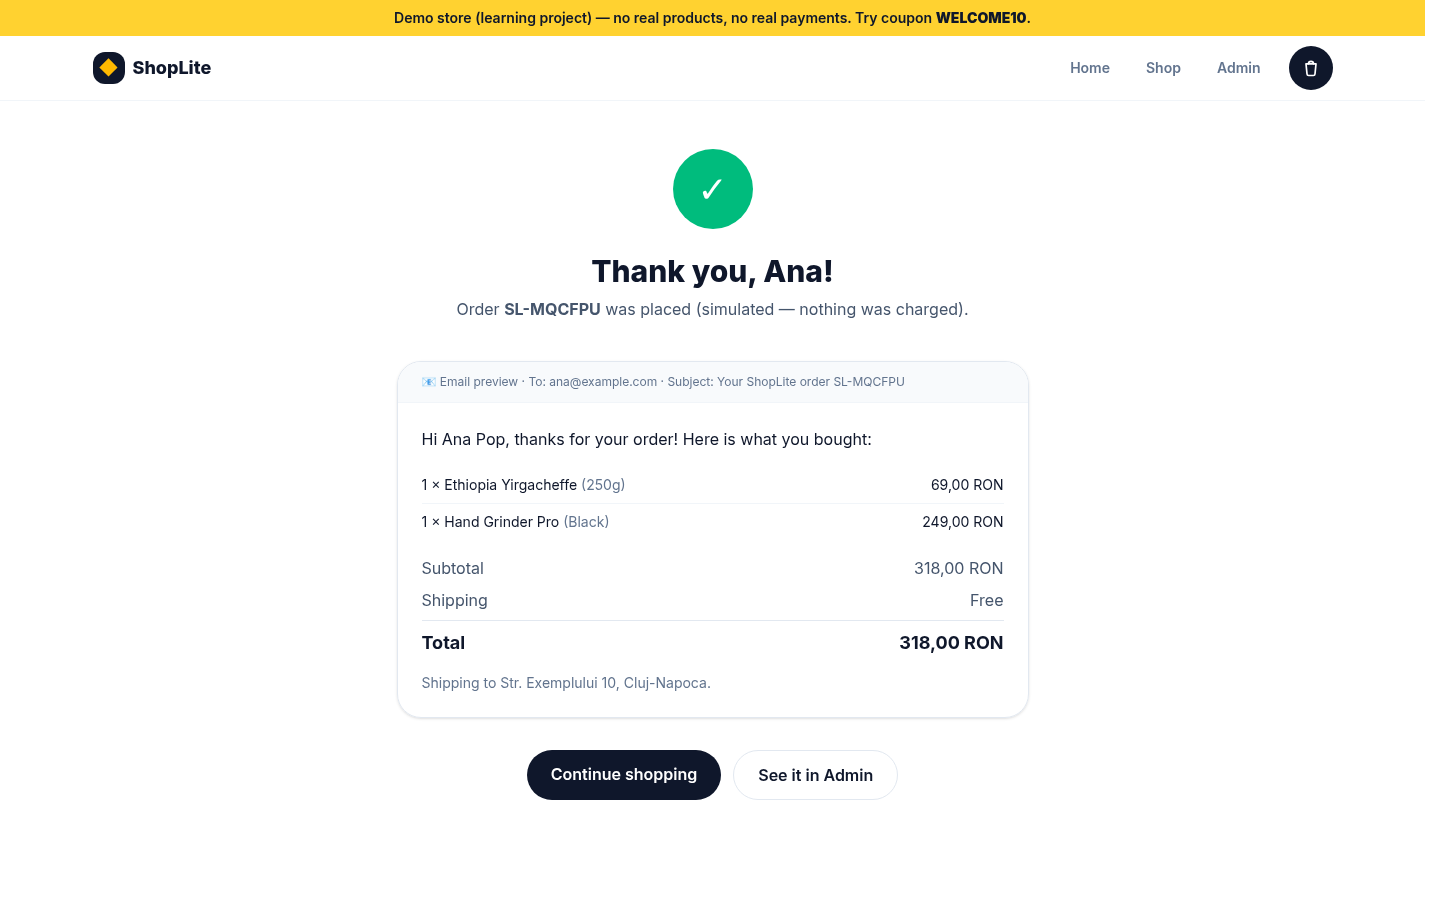 Demo store (learning project) — no real products, no real payments. Try coupon WELCOME10.
ShopLite
Home Shop Admin
✓
Thank you, Ana!
Order SL-MQCFPU was placed (simulated — nothing was charged).
📧 Email preview · To: ana@example.com · Subject: Your ShopLite order SL-MQCFPU
Hi Ana Pop, thanks for your order! Here is what you bought:
1 × Ethiopia Yirgacheffe (250g) 69,00 RON
1 × Hand Grinder Pro (Black) 249,00 RON
Subtotal 318,00 RON
Shipping Free
Total 318,00 RON
Shipping to Str. Exemplului 10, Cluj-Napoca.
Continue shopping See it in Admin